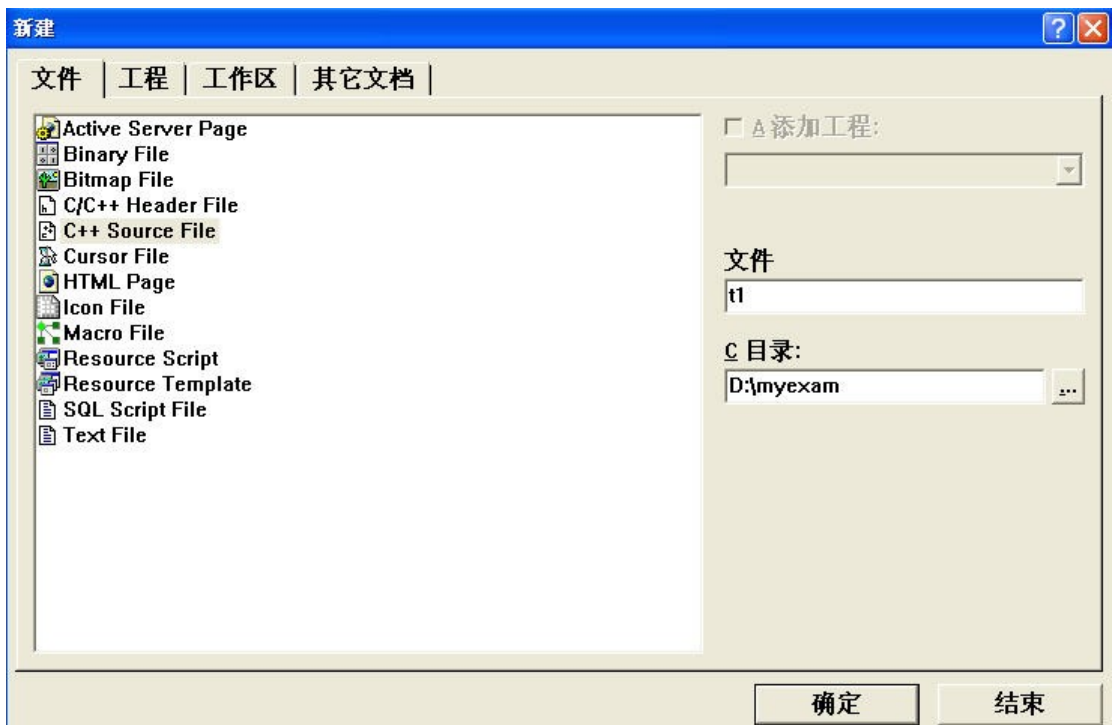 新建
文件 工程 工作区 其它文档
Active Server Page
Binary File
Bitmap File
C/C++ Header File
C++ Source File
Cursor File
HTML Page
Icon File
Macro File
Resource Script
Resource Template
SQL Script File
Text File
A添加工程:
文件
t1
C目录:
D:\myexam
...
确定 结束